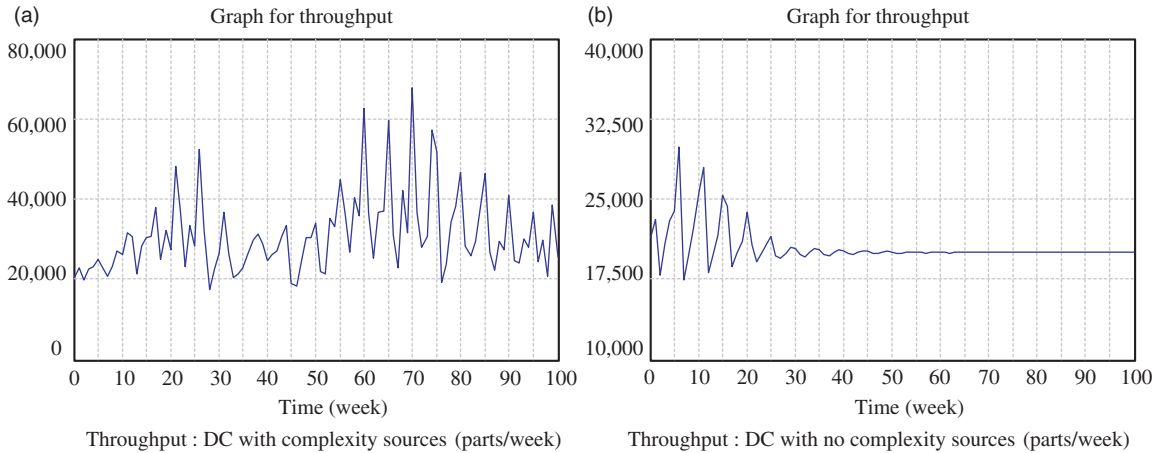 (a)
Graph for throughput
80,000
60,000
40,000
20,000
0
0 10 20 30 40 50 60 70 80 90 100
Time (week)
Throughput : DC with complexity sources (parts/week)
(b)
Graph for throughput
40,000
32,500
25,000
17,500
10,000
0 10 20 30 40 50 60 70 80 90 100
Time (week)
Throughput : DC with no complexity sources (parts/week)